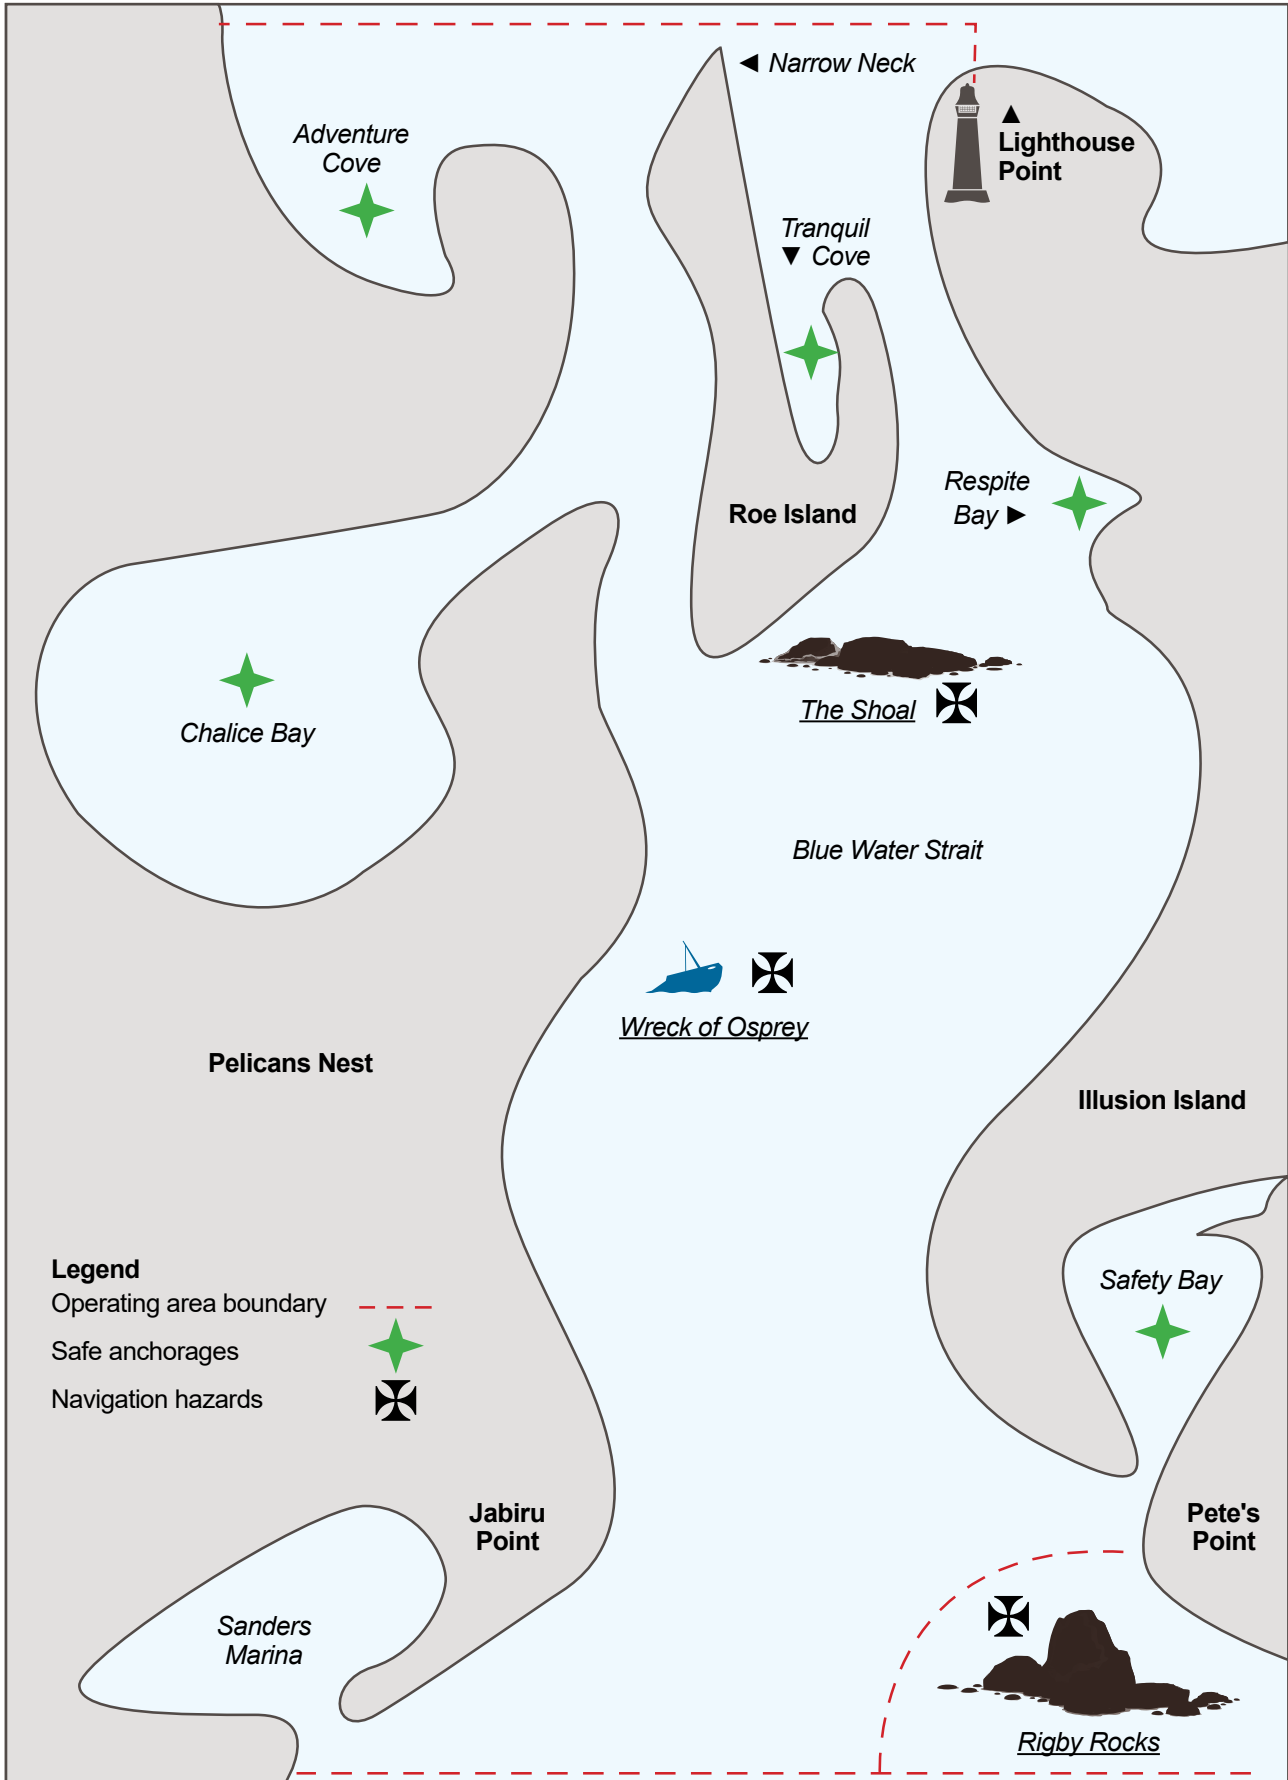 ◄ Narrow Neck
Adventure
Cove
▲
Lighthouse
Point
Tranquil
▼ Cove
Respite
Bay ►
Roe Island
The Shoal
Chalice Bay
Blue Water Strait
Wreck of Osprey
Pelicans Nest
Illusion Island
Legend
Operating area boundary
Safe anchorages
Navigation hazards
Safety Bay
Jabiru
Point
Pete's
Point
Sanders
Marina
Rigby Rocks